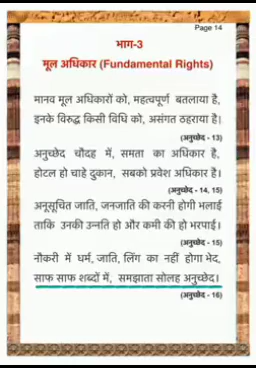 Page 14
भाग-3
मूल अधिकार (Fundamental Rights)
मानव मूल अधिकारों को, महत्वपूर्ण बतलाया है,
इनके विरुद्ध किसी विधि को, असंगत ठहराया है।
(अनुच्छेद - 13)
अनुच्छेद चौदह में, समता का अधिकार है,
होटल हो चाहे दुकान, सबको प्रवेश अधिकार है।
(अनुच्छेद - 14, 15)
अनूसूचित जाति, जनजाति की करनी होगी भलाई
ताकि उनकी उन्नति हो और कमी की हो भरपाई।
(अनुच्छेद - 15)
नौकरी में धर्म, जाति, लिंग का नहीं होगा भेद,
साफ साफ शब्दों में, समझाता सोलह अनुच्छेद।
(अनुच्छेद - 16)